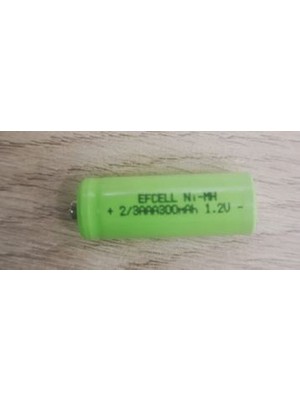 EFCELL Ni-MH
+ 2/3AAA300mAh 1.2V -